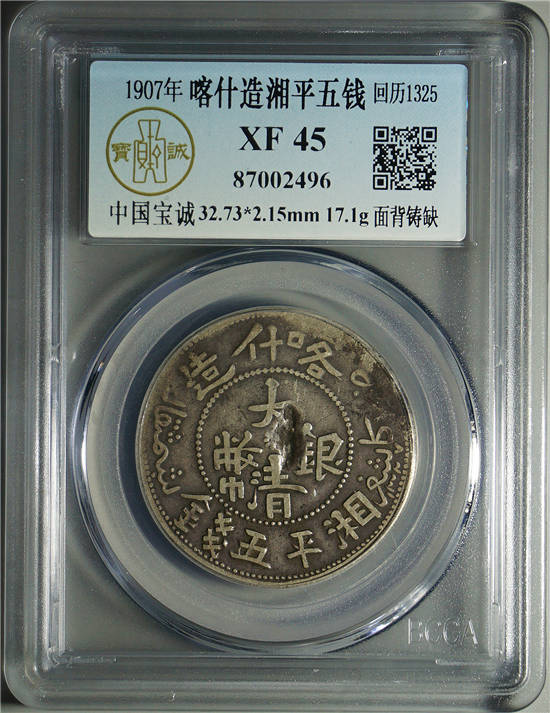 1907年 喀什造湘平五钱 回历1325
XF 45
寶 誠
87002496
中国宝诚 32.73*2.15mm 17.1g 面背铸缺
喀什造
大清
銀幣
湘平五錢
BCCA